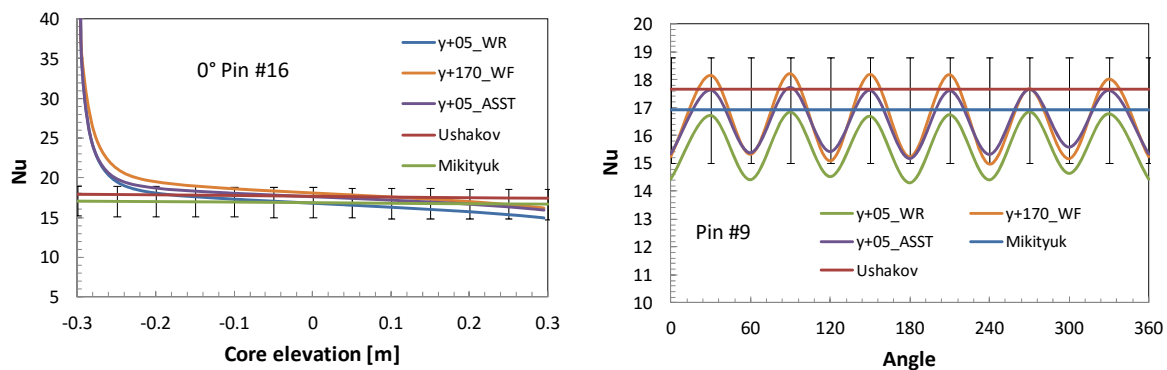 40
35
30
25
20
15
10
5
Nu
0° Pin #16
y+05_WR
y+170_WF
y+05_ASST
Ushakov
Mikityuk
-0.3 -0.2 -0.1 0 0.1 0.2 0.3
Core elevation [m]
20
19
18
17
16
15
14
13
12
11
10
Nu
Pin #9
y+05_WR y+170_WF
y+05_ASST Mikityuk
Ushakov
0 60 120 180 240 300 360
Angle